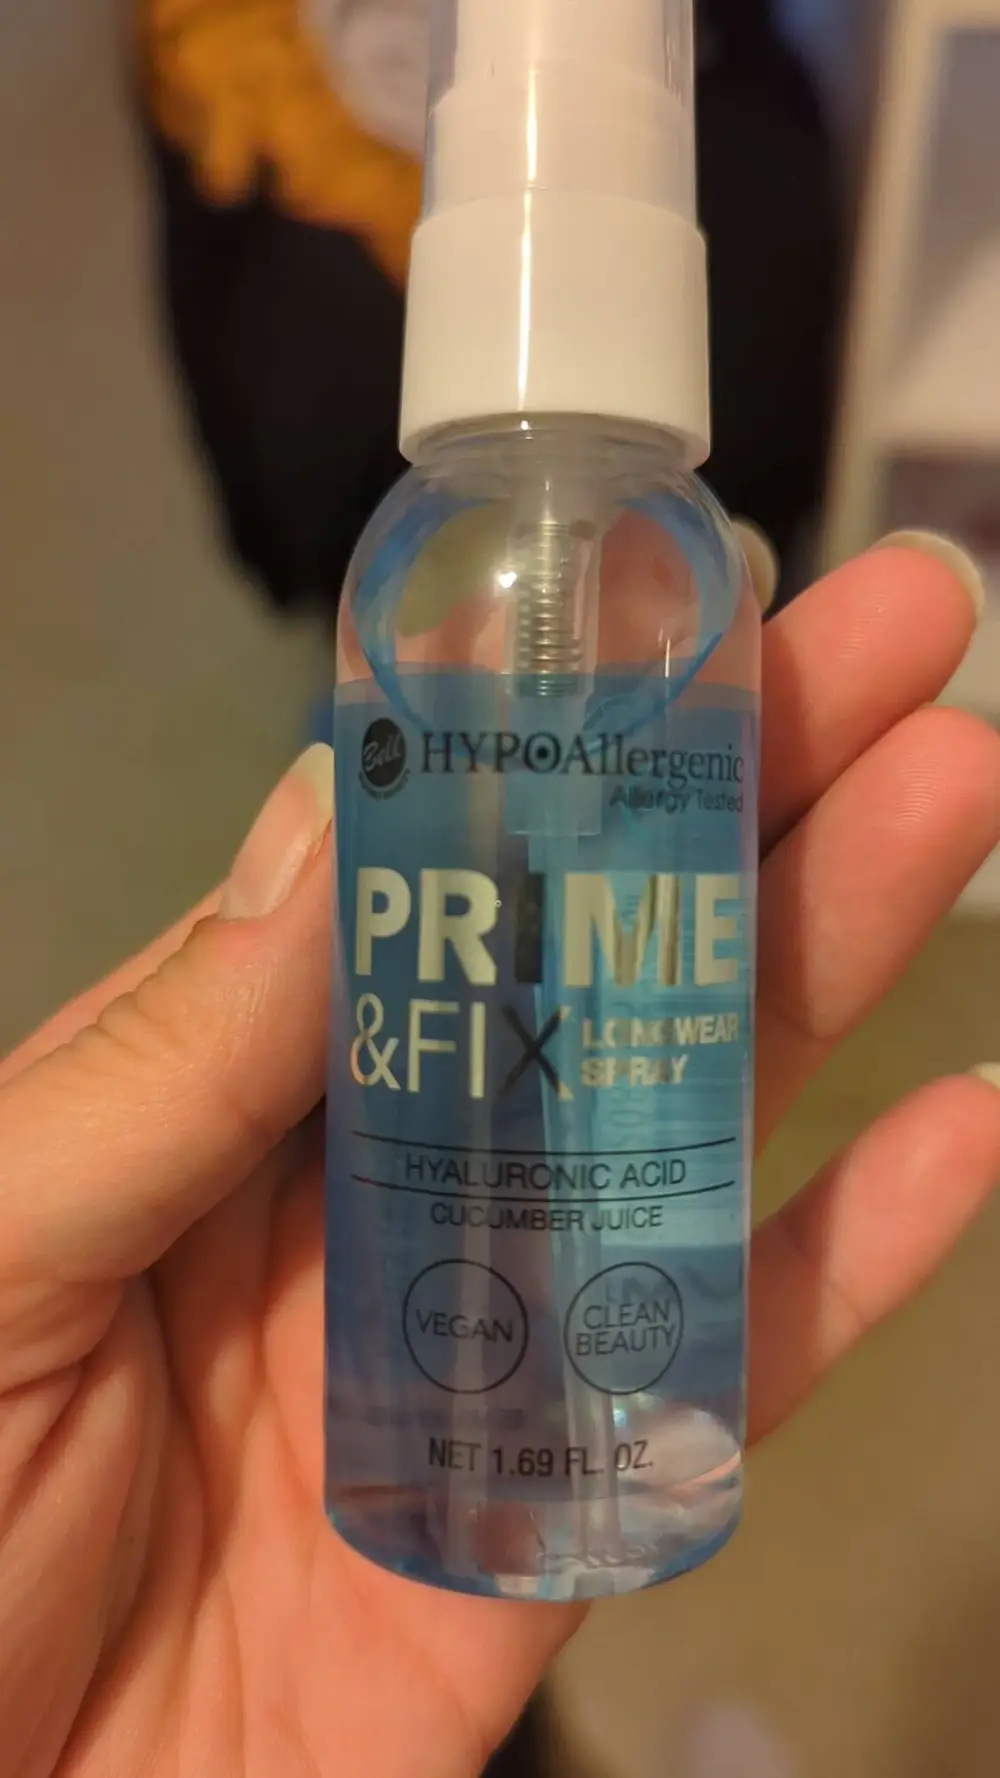 Bell
HYPOAllergenic
Allergy Tested
PRIME
&FIX
LONGWEAR
SPRAY
HYALURONIC ACID
CUCUMBER JUICE
VEGAN
CLEAN
BEAUTY
NET 1.69 FL. OZ.